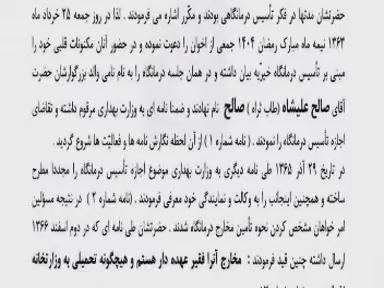 حضرتشان مدتها در فکر تأسیس درمانگاهی بودند و مکرّر اشاره می فرمودند . لذا در روز جمعه ۲۵ خرداد ماه
۱۳۶۳ نیمه ماه مبارک رمضان ۱۴۰۴ جمعی از اخوان را دعوت نموده و در حضور آنان مکنونات قلبی خود را
مبنی بر تأسیس درمانگاه خیریّه بیان داشته و در همان جلسه درمانگاه را به نام نامی والد بزرگوارشان حضرت
آقای صالح علیشاه (طاب ثراه ) صالح نام نهادند و ضمنا نامه ای به وزارت بهداری مرقوم داشته و تقاضای
اجازه تأسیس درمانگاه را نمودند . ( نامه شماره ۱ ) از آن لحظه نگارش نامه ها و فعالیّت ها شروع گردید .
در تاریخ ۲۹ آذر ۱۳۶۵ طی نامه دیگری به وزارت بهداری موضوع اجازه تأسیس درمانگاه را مجددا مطرح
ساخته و همچنین اینجانب را به وکالت و نمایندگی خود معرفی فرمودند . (نامه شماره ۲ ) در نتیجه مسؤلین
امر خواهان مشخص کردن نحوه تأمین مخارج درمانگاه شدند . حضرتشان طی نامه ای که در دوم اسفند ۱۳۶۶
ارسال داشته چنین قید فرمودند : مخارج آنرا فقیر عهده دار هستم و هیچگونه تحمیلی به وزارتخانه